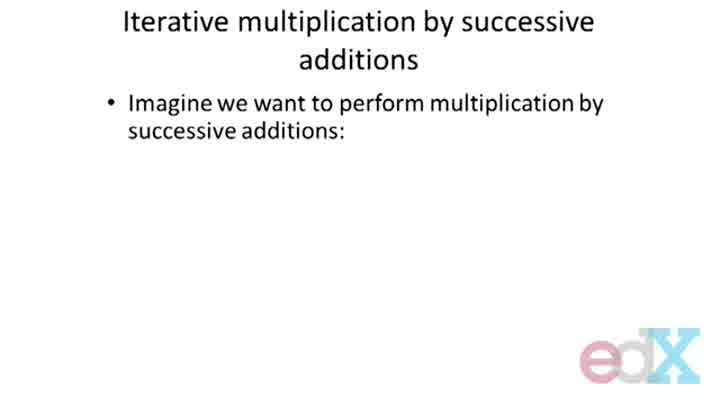 Iterative multiplication by successive
additions
• Imagine we want to perform multiplication by
successive additions:
edX